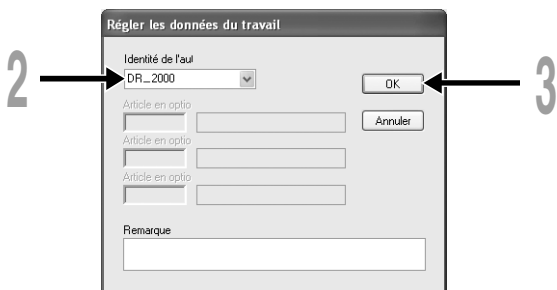 Régler les données du travail
2
Identité de l'aul
DR_2000
OK
3
Article en optio
Annuler
Article en optio
Article en optio
Remarque